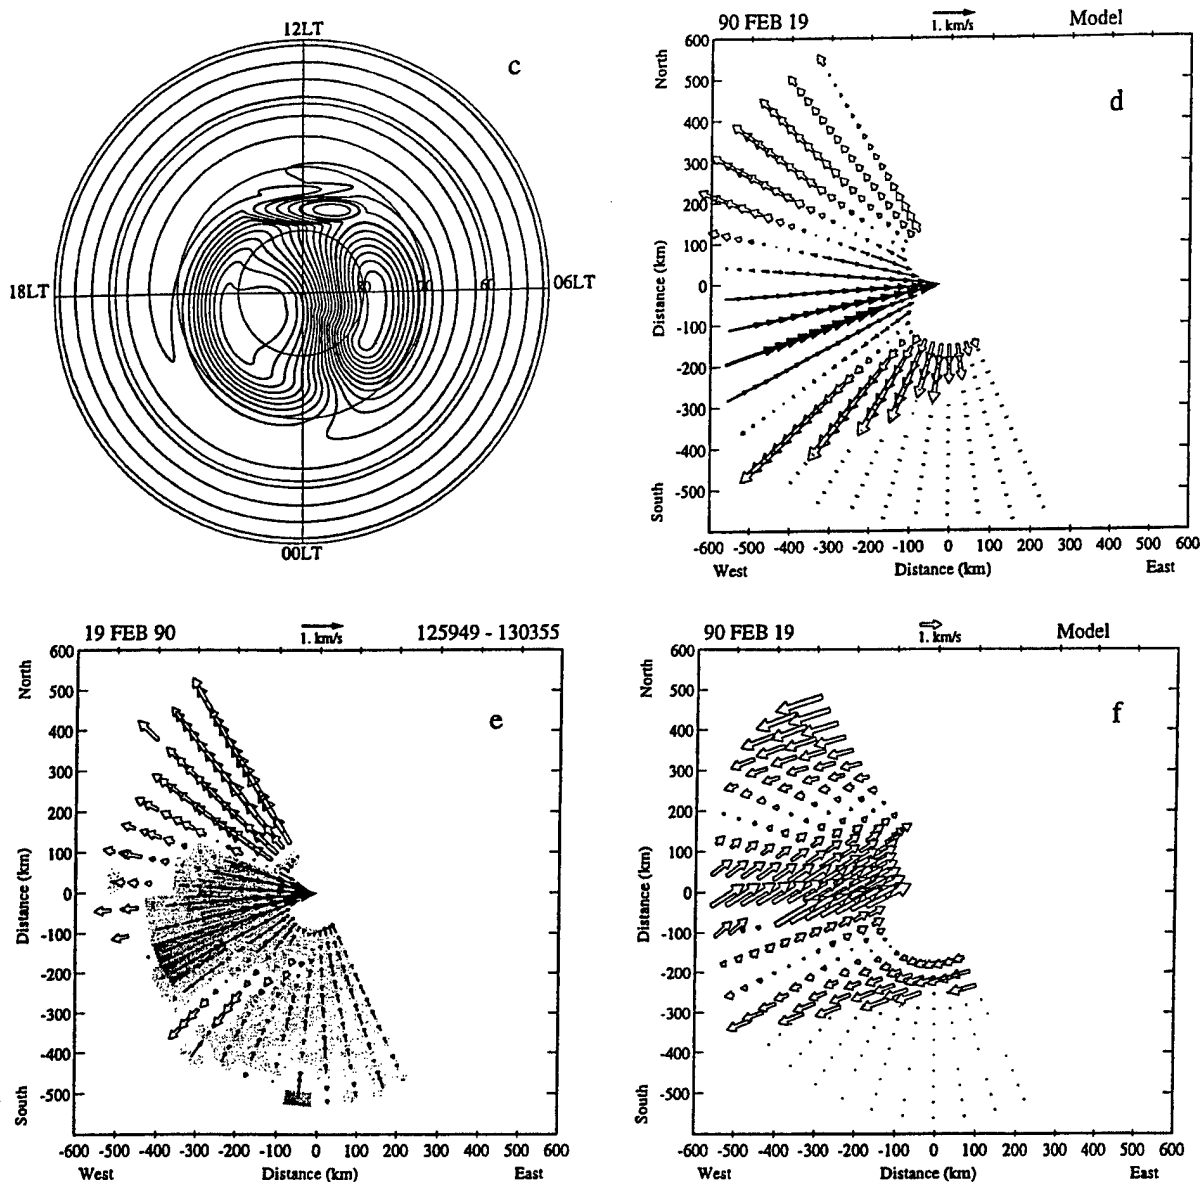 12LT
c
18LT
80
70
60
06LT
00LT
90 FEB 19
1. km/s
Model
d
North
600
500
400
300
200
100
0
-100
-200
-300
-400
-500
South
Distance (km)
-600 -500 -400 -300 -200 -100 0 100 200 300 400 500 600
West Distance (km) East
19 FEB 90
1. km/s
125949 - 130355
e
North
600
500
400
300
200
100
0
-100
-200
-300
-400
-500
South
Distance (km)
-600 -500 -400 -300 -200 -100 0 100 200 300 400 500 600
West Distance (km) East
90 FEB 19
1. km/s
Model
f
North
600
500
400
300
200
100
0
-100
-200
-300
-400
-500
South
Distance (km)
-600 -500 -400 -300 -200 -100 0 100 200 300 400 500 600
West Distance (km) East